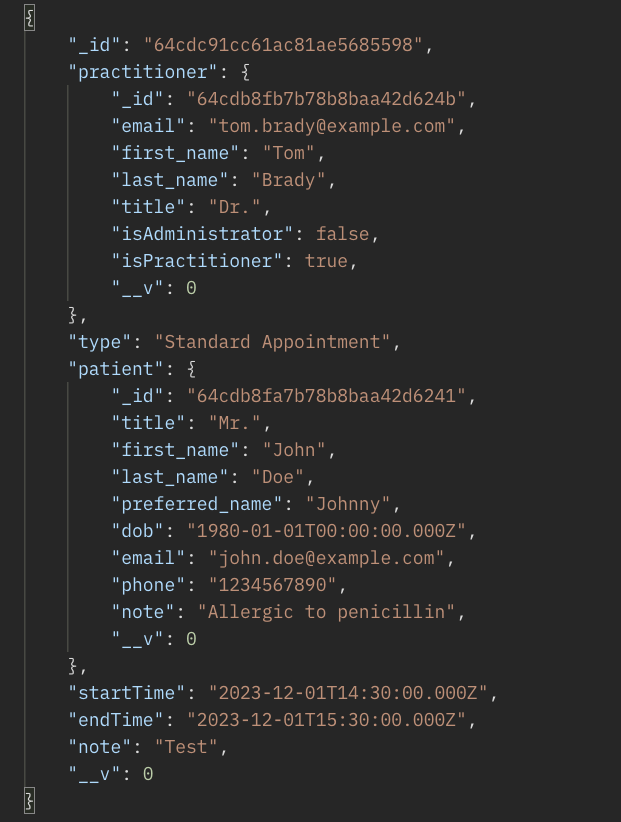 {
    "_id": "64cdc91cc61ac81ae5685598",
    "practitioner": {
        "_id": "64cdb8fb7b78b8baa42d624b",
        "email": "tom.brady@example.com",
        "first_name": "Tom",
        "last_name": "Brady",
        "title": "Dr.",
        "isAdministrator": false,
        "isPractitioner": true,
        "__v": 0
    },
    "type": "Standard Appointment",
    "patient": {
        "_id": "64cdb8fa7b78b8baa42d6241",
        "title": "Mr.",
        "first_name": "John",
        "last_name": "Doe",
        "preferred_name": "Johnny",
        "dob": "1980-01-01T00:00:00.000Z",
        "email": "john.doe@example.com",
        "phone": "1234567890",
        "note": "Allergic to penicillin",
        "__v": 0
    },
    "startTime": "2023-12-01T14:30:00.000Z",
    "endTime": "2023-12-01T15:30:00.000Z",
    "note": "Test",
    "__v": 0
}